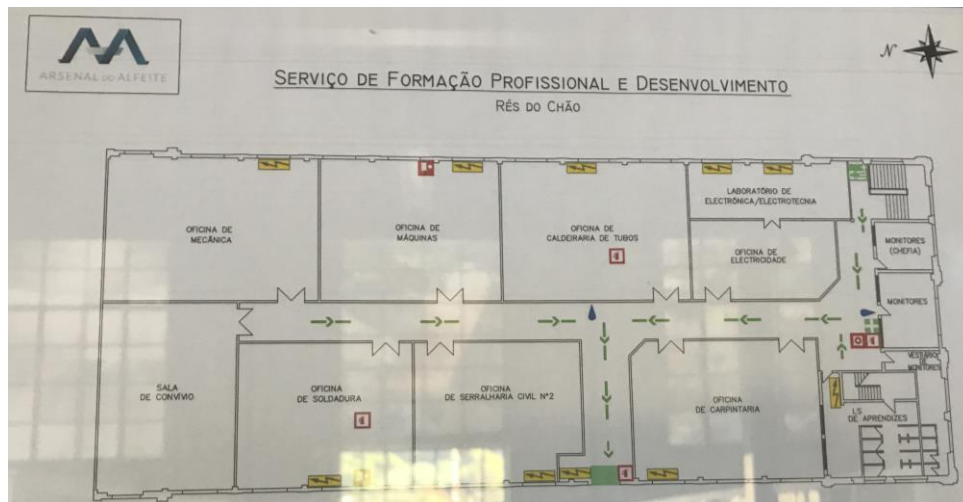 ARSENAL DO ALFEITE
N
SERVIÇO DE FORMAÇÃO PROFISSIONAL E DESENVOLVIMENTO
RÉS DO CHÃO
OFICINA DE
MECÂNICA
OFICINA DE
MÁQUINAS
OFICINA DE
CALDEIRARIA DE TUBOS
LABORATÓRIO DE
ELECTRÓNICA/ELECTROTECNIA
OFICINA DE
ELECTRICIDADE
MONITORES
(CHEFIA)
MONITORES
VESTIÁRIO
DE
MONITORES
SALA
DE CONVÍVIO
OFICINA
DE SOLDADURA
OFICINA
DE SERRALHARIA CIVIL Nº2
OFICINA
DE CARPINTARIA
I.S.
DE APRENDIZES